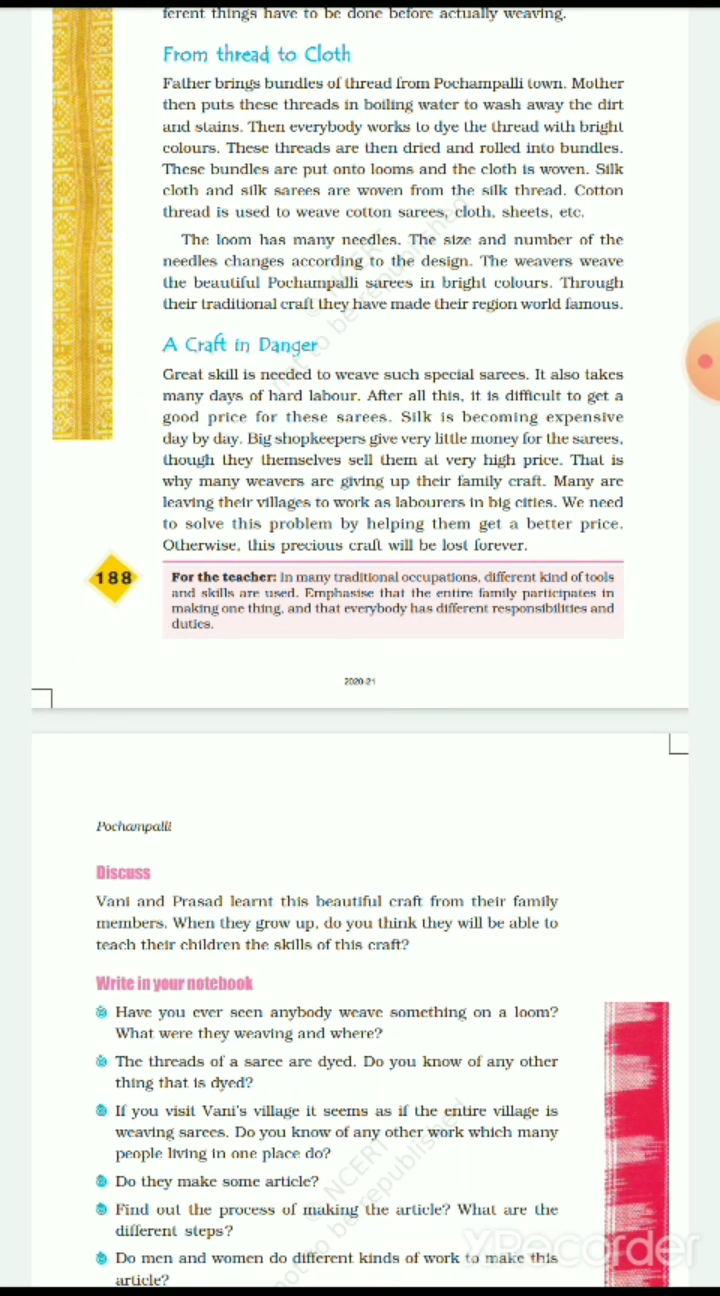 ferent things have to be done before actually weaving.
From thread to Cloth
Father brings bundles of thread from Pochampalli town. Mother
then puts these threads in boiling water to wash away the dirt
and stains. Then everybody works to dye the thread with bright
colours. These threads are then dried and rolled into bundles.
These bundles are put onto looms and the cloth is woven. Silk
cloth and silk sarees are woven from the silk thread. Cotton
thread is used to weave cotton sarees, cloth, sheets, etc.
The loom has many needles. The size and number of the
needles changes according to the design. The weavers weave
the beautiful Pochampalli sarees in bright colours. Through
their traditional craft they have made their region world famous.
A Craft in Danger
Great skill is needed to weave such special sarees. It also takes
many days of hard labour. After all this, it is difficult to get a
good price for these sarees. Silk is becoming expensive
day by day. Big shopkeepers give very little money for the sarees,
though they themselves sell them at very high price. That is
why many weavers are giving up their family craft. Many are
leaving their villages to work as labourers in big cities. We need
to solve this problem by helping them get a better price.
Otherwise, this precious craft will be lost forever.
188
For the teacher: In many traditional occupations, different kind of tools
and skills are used. Emphasise that the entire family participates in
making one thing, and that everybody has different responsibilities and
duties.
2020-21
Pochampalli
Discuss
Vani and Prasad learnt this beautiful craft from their family
members. When they grow up, do you think they will be able to
teach their children the skills of this craft?
Write in your notebook
Have you ever seen anybody weave something on a loom?
What were they weaving and where?
The threads of a saree are dyed. Do you know of any other
thing that is dyed?
If you visit Vani's village it seems as if the entire village is
weaving sarees. Do you know of any other work which many
people living in one place do?
Do they make some article?
Find out the process of making the article? What are the
different steps?
Do men and women do different kinds of work to make this
article?
© NCERT
not to be republished
© NCERT
not to be republished
XRecorder